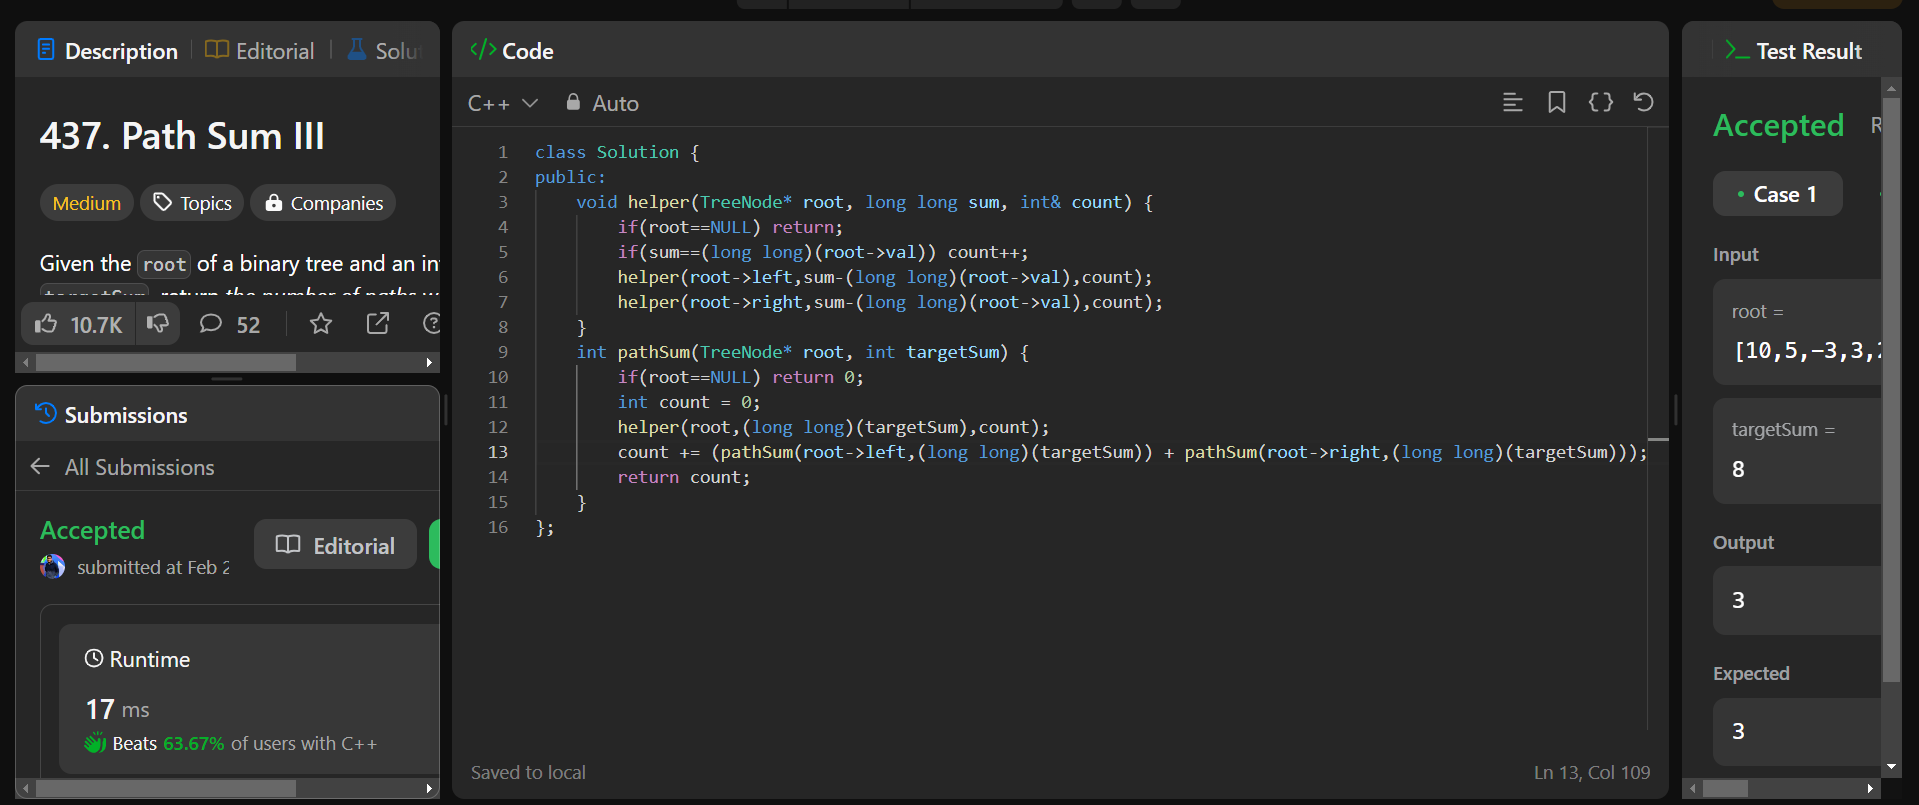 Description
Editorial
437. Path Sum III
Medium
Topics
Companies
Given the root of a binary tree and an
return the number of paths
10.7K
52
Submissions
All Submissions
Accepted
submitted at Feb
Editorial
Runtime
17 ms
Beats 63.67% of users with C++
</> Code
C++
Auto
1 class Solution {
2 public:
3     void helper(TreeNode* root, long long sum, int& count) {
4         if(root==NULL) return;
5         if(sum==(long long)(root->val)) count++;
6         helper(root->left,sum-(long long)(root->val),count);
7         helper(root->right,sum-(long long)(root->val),count);
8     }
9     int pathSum(TreeNode* root, int targetSum) {
10         if(root==NULL) return 0;
11         int count = 0;
12         helper(root,(long long)(targetSum),count);
13         count += (pathSum(root->left,(long long)(targetSum)) + pathSum(root->right,(long long)(targetSum)));
14         return count;
15     }
16 };
Saved to local
Ln 13, Col 109
>_ Test Result
Accepted
Case 1
Input
root =
[10,5,-3,3,
targetSum =
8
Output
3
Expected
3